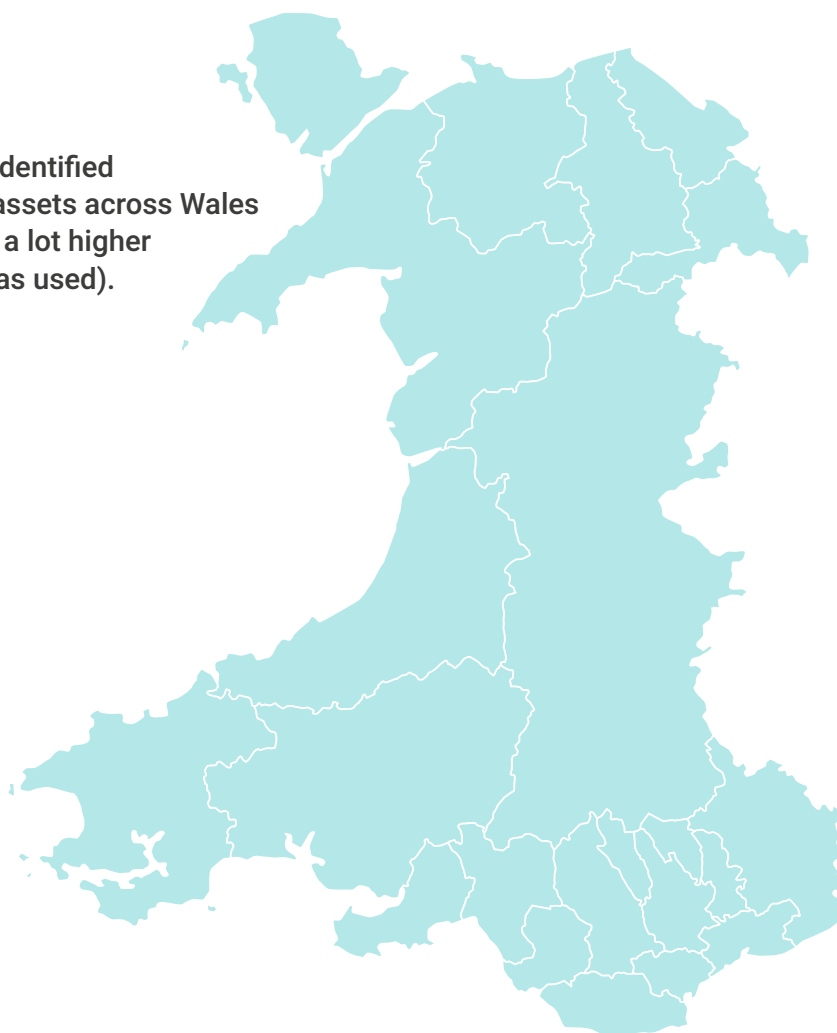 dentified
assets across Wales
a lot higher
as used).